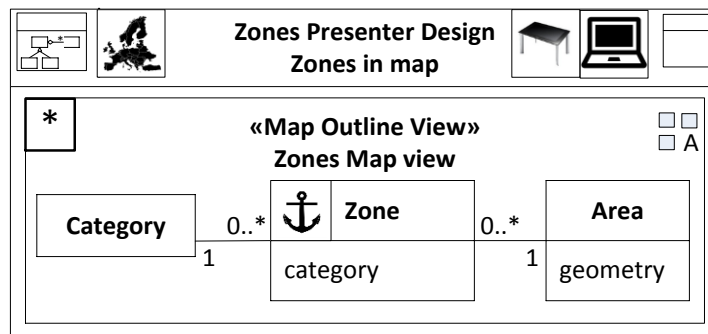 Zones Presenter Design
Zones in map
*
«Map Outline View»
Zones Map view
A
Category
0..*
Zone
0..*
Area
1
category
1
geometry